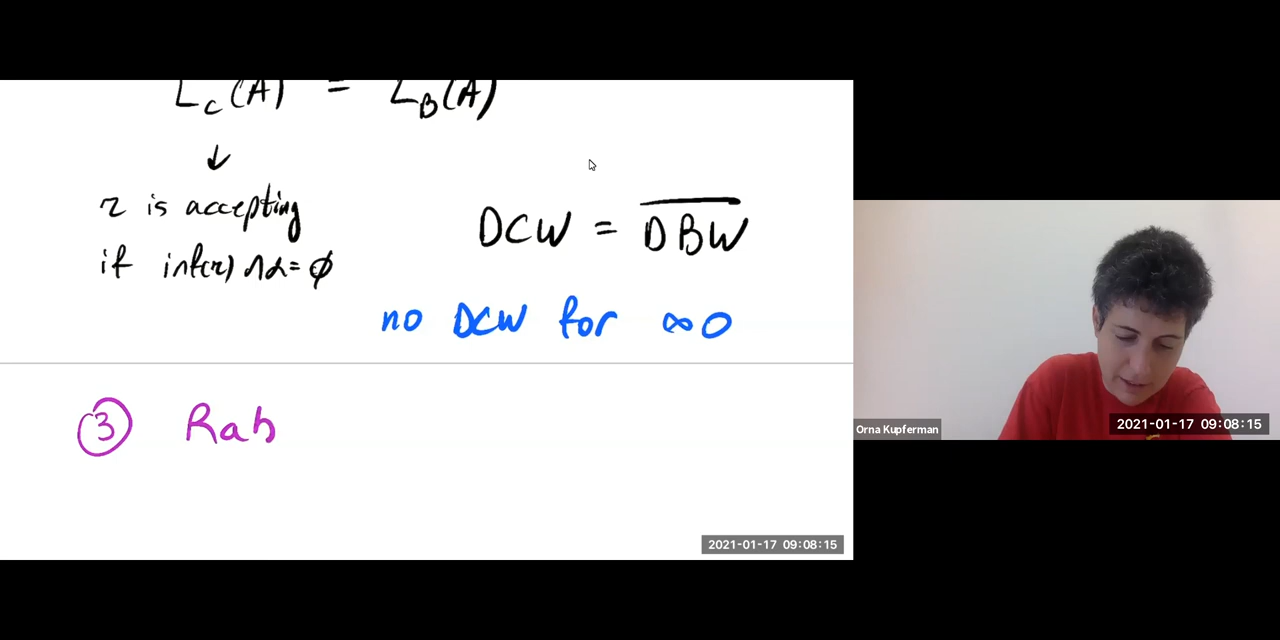 L_C(A) = L_B(A)
↓
r is accepting
if inf(r) ∩ α = ∅
DCW = \overline{DBW}
no DCW for ∞0
③ Rab
Orna Kupferman
2021-01-17 09:08:15
2021-01-17 09:08:15